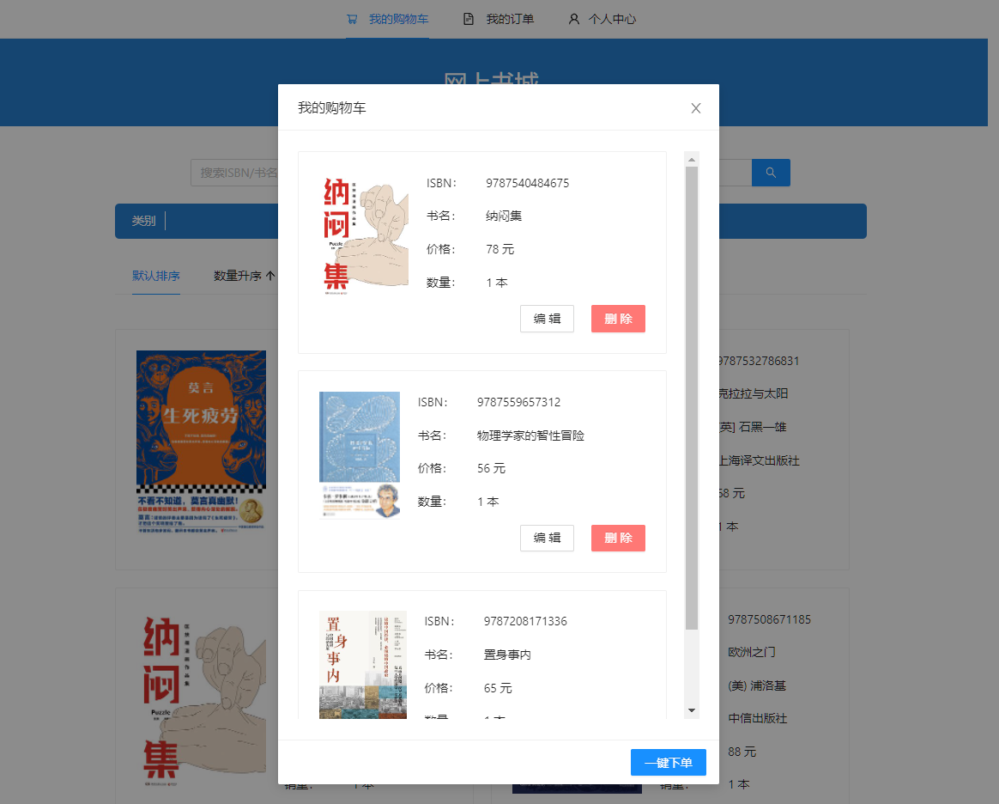 我的购物车 我的订单 个人中心
网上书城
我的购物车
搜索ISBN/书名
类别
默认排序 数量升序
纳闷集
Puzzle
ISBN： 9787540484675
书名： 纳闷集
价格： 78 元
数量： 1 本
编 辑 删 除
ISBN： 9787559657312
书名： 物理学家的智性冒险
价格： 56 元
数量： 1 本
编 辑 删 除
置身事内
ISBN： 9787208171336
书名： 置身事内
价格： 65 元
数量： 1 本
一键下单
莫言
生死疲劳
不看不知道，莫言真幽默！
9787532786831
克拉拉与太阳
[英] 石黑一雄
上海译文出版社
68 元
1 本
纳闷集
Puzzle
销量： 1 本
9787508671185
欧洲之门
(美) 浦洛基
中信出版社
88 元
销量： 1 本